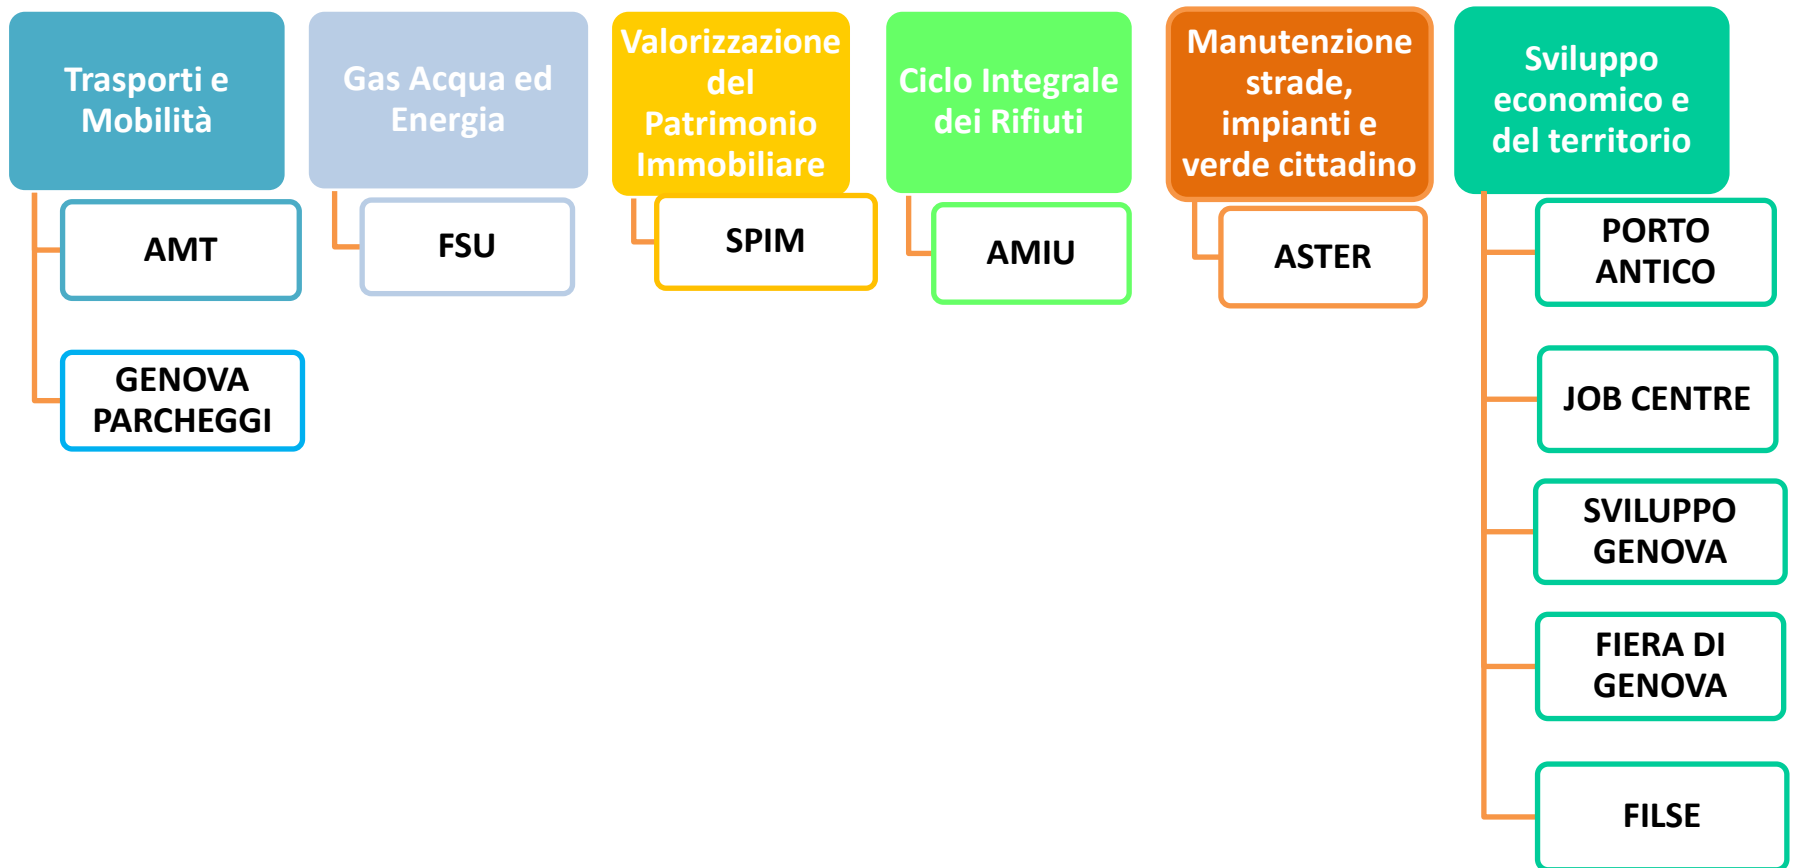 Trasporti e
Mobilità
AMT
GENOVA
PARCHEGGI
Gas Acqua ed
Energia
FSU
Valorizzazione
del
Patrimonio
Immobiliare
SPIM
Ciclo Integrale
dei Rifiuti
AMIU
Manutenzione
strade,
impianti e
verde cittadino
ASTER
Sviluppo
economico e
del territorio
PORTO
ANTICO
JOB CENTRE
SVILUPPO
GENOVA
FIERA DI
GENOVA
FILSE